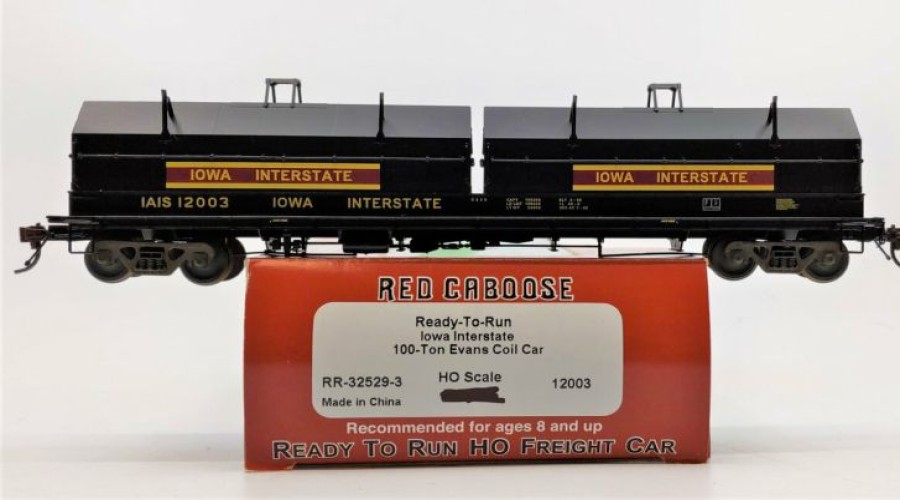 IOWA INTERSTATE
IOWA INTERSTATE
IAIS 12003 IOWA INTERSTATE
RED CABOOSE
Ready-To-Run
Iowa Interstate
100-Ton Evans Coil Car
RR-32529-3 HO Scale 12003
Made in China
Recommended for ages 8 and up
READY TO RUN HO FREIGHT CAR